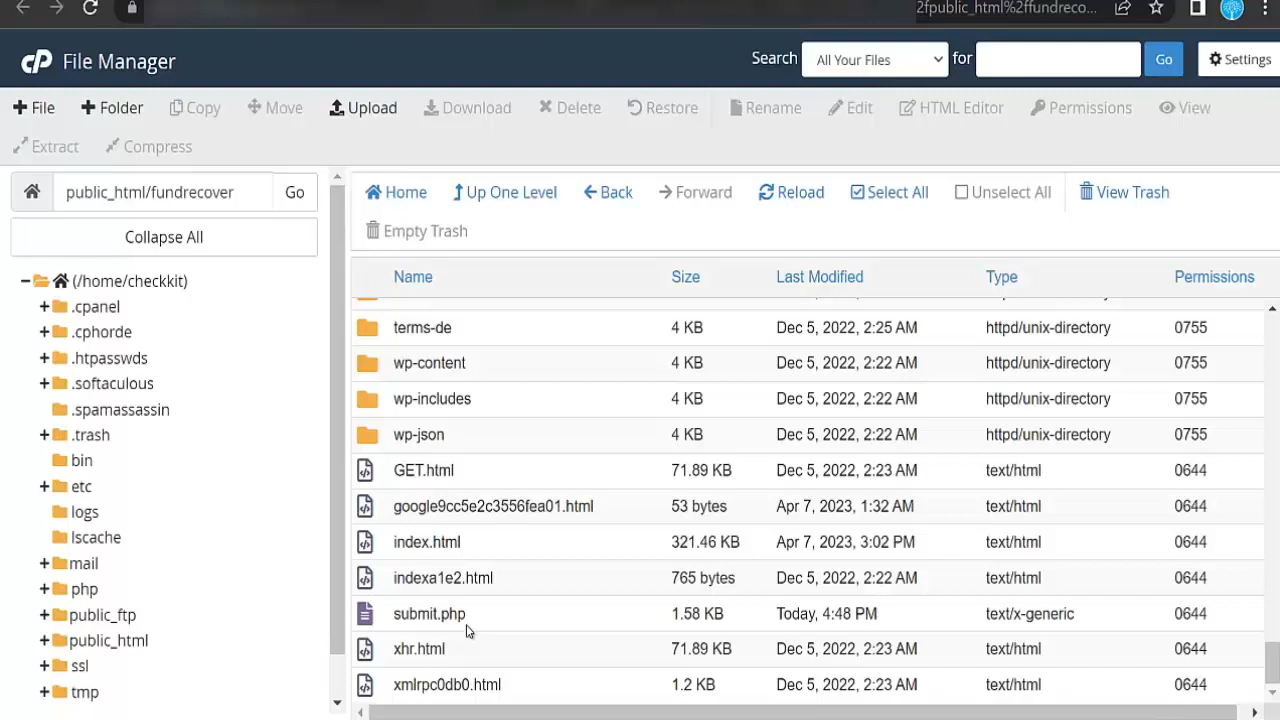 2fpublic_html%2ffundreco...
cP File Manager
Search All Your Files for Go Settings
File Folder Copy Move Upload Download Delete Restore Rename Edit HTML Editor Permissions View
Extract Compress
public_html/fundrecover Go
Collapse All
(/home/checkkit)
.cpanel
.cphorde
.htpasswds
.softaculous
.spamassassin
.trash
bin
etc
logs
lscache
mail
php
public_ftp
public_html
ssl
tmp
Home Up One Level Back Forward Reload Select All Unselect All View Trash
Empty Trash
Name Size Last Modified Type Permissions
terms-de 4 KB Dec 5, 2022, 2:25 AM httpd/unix-directory 0755
wp-content 4 KB Dec 5, 2022, 2:22 AM httpd/unix-directory 0755
wp-includes 4 KB Dec 5, 2022, 2:22 AM httpd/unix-directory 0755
wp-json 4 KB Dec 5, 2022, 2:22 AM httpd/unix-directory 0755
GET.html 71.89 KB Dec 5, 2022, 2:23 AM text/html 0644
google9cc5e2c3556fea01.html 53 bytes Apr 7, 2023, 1:32 AM text/html 0644
index.html 321.46 KB Apr 7, 2023, 3:02 PM text/html 0644
indexa1e2.html 765 bytes Dec 5, 2022, 2:22 AM text/html 0644
submit.php 1.58 KB Today, 4:48 PM text/x-generic 0644
xhr.html 71.89 KB Dec 5, 2022, 2:23 AM text/html 0644
xmlrpc0db0.html 1.2 KB Dec 5, 2022, 2:23 AM text/html 0644